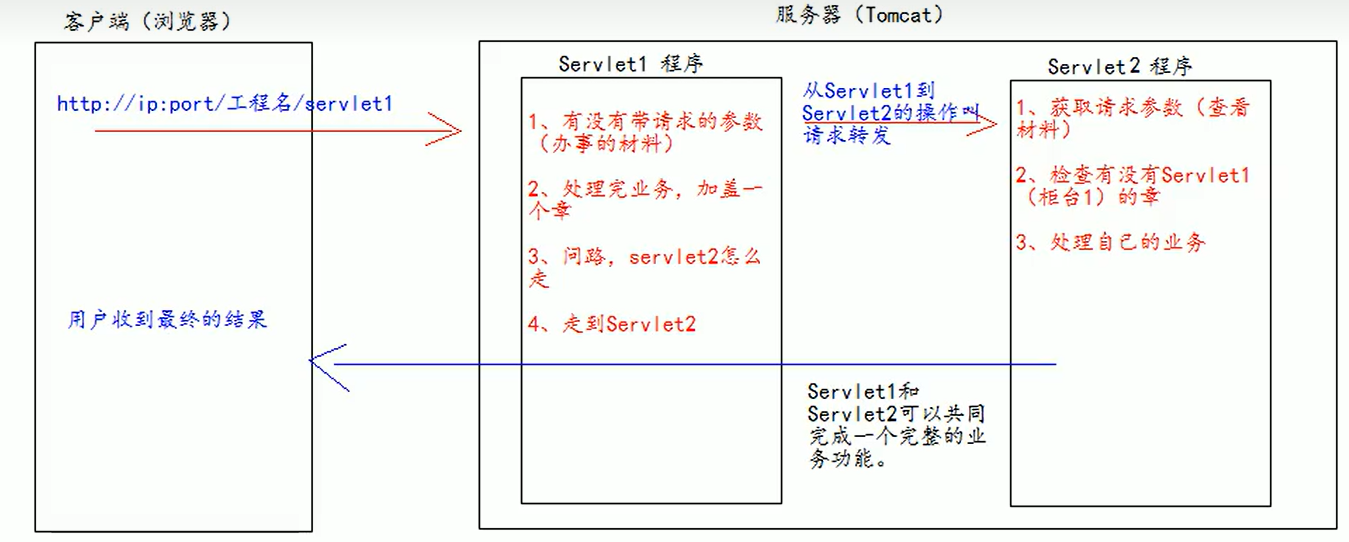 客户端（浏览器）
http://ip:port/工程名/servlet1
用户收到最终的结果
服务器（Tomcat）
Servlet1 程序
1、有没有带请求的参数
（办事的材料）
2、处理完业务，加盖一
个章
3、问路，servlet2怎么
走
4、走到Servlet2
从Servlet1到
Servlet2的操作叫
请求转发
Servlet1和
Servlet2可以共同
完成一个完整的业
务功能。
Servlet2 程序
1、获取请求参数（查看
材料）
2、检查有没有Servlet1
（柜台1）的章
3、处理自己的业务